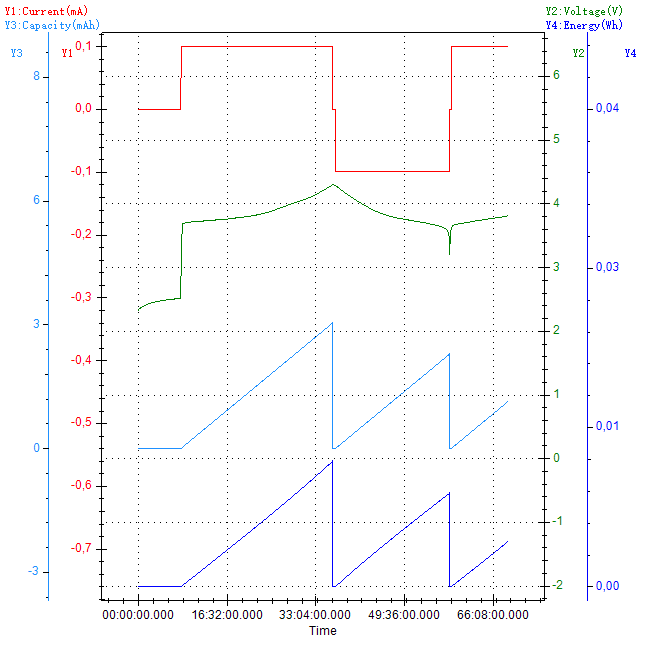 Y1:Current(mA) Y2:Voltage(V)
Y3:Capacity(mAh) Y4:Energy(Wh)
Y3 Y1 Y2 Y4
8 0,1 6
0,0 5 0,04
6 -0,1 4
-0,2 3 0,03
3 -0,3 2
-0,4 1 0,01
0 -0,5 0
-0,6 -1
-3 -0,7 -2 0,00
00:00:00.000 16:32:00.000 33:04:00.000 49:36:00.000 66:08:00.000
Time